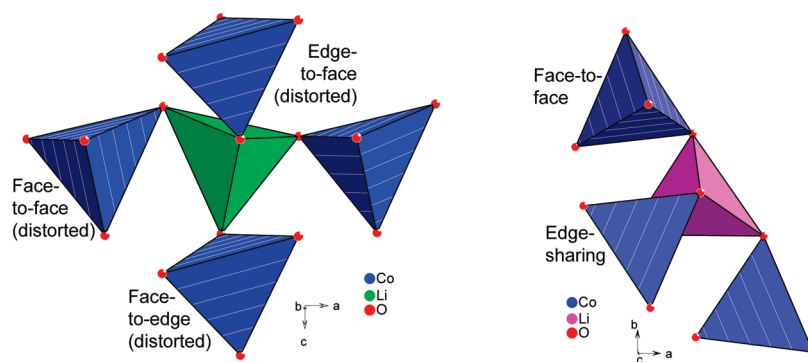 Edge-
to-face
(distorted)
Face-
to-face
(distorted)
Face-
to-edge
(distorted)
Co
Li
O
b
a
c
Face-to-
face
Edge-
sharing
Co
Li
O
b
c
a